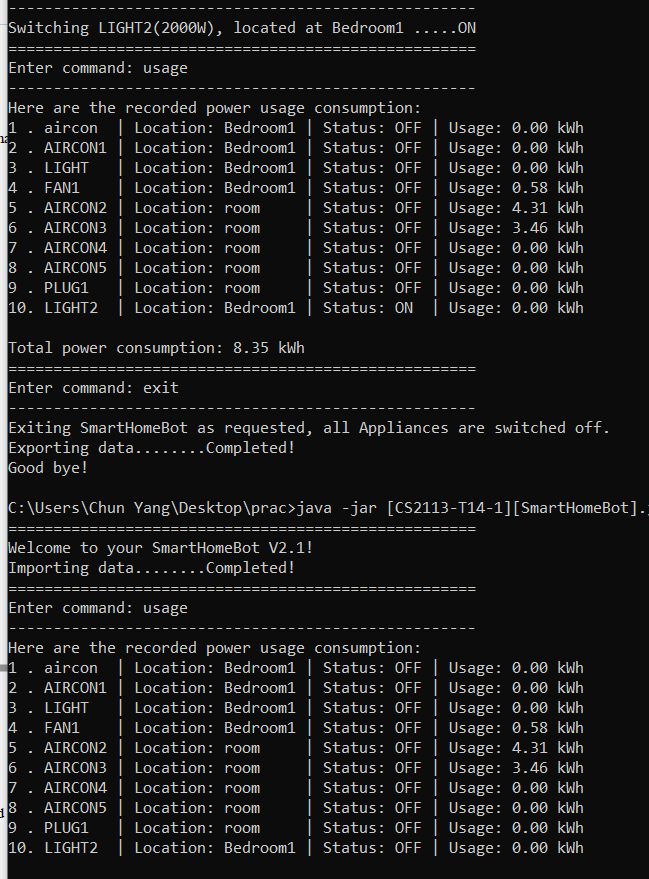 --------------------------------------------------
Switching LIGHT2(2000W), located at Bedroom1 .....ON
====================================================
Enter command: usage
----------------------------------------------------
Here are the recorded power usage consumption:
1 . aircon  | Location: Bedroom1 | Status: OFF | Usage: 0.00 kWh
2 . AIRCON1 | Location: Bedroom1 | Status: OFF | Usage: 0.00 kWh
3 . LIGHT   | Location: Bedroom1 | Status: OFF | Usage: 0.00 kWh
4 . FAN1    | Location: Bedroom1 | Status: OFF | Usage: 0.58 kWh
5 . AIRCON2 | Location: room     | Status: OFF | Usage: 4.31 kWh
6 . AIRCON3 | Location: room     | Status: OFF | Usage: 3.46 kWh
7 . AIRCON4 | Location: room     | Status: OFF | Usage: 0.00 kWh
8 . AIRCON5 | Location: room     | Status: OFF | Usage: 0.00 kWh
9 . PLUG1   | Location: room     | Status: OFF | Usage: 0.00 kWh
10. LIGHT2  | Location: Bedroom1 | Status: ON  | Usage: 0.00 kWh

Total power consumption: 8.35 kWh
====================================================
Enter command: exit
----------------------------------------------------
Exiting SmartHomeBot as requested, all Appliances are switched off.
Exporting data........Completed!
Good bye!

C:\Users\Chun Yang\Desktop\prac>java -jar [CS2113-T14-1][SmartHomeBot].
====================================================
Welcome to your SmartHomeBot V2.1!
Importing data........Completed!
====================================================
Enter command: usage
----------------------------------------------------
Here are the recorded power usage consumption:
1 . aircon  | Location: Bedroom1 | Status: OFF | Usage: 0.00 kWh
2 . AIRCON1 | Location: Bedroom1 | Status: OFF | Usage: 0.00 kWh
3 . LIGHT   | Location: Bedroom1 | Status: OFF | Usage: 0.00 kWh
4 . FAN1    | Location: Bedroom1 | Status: OFF | Usage: 0.58 kWh
5 . AIRCON2 | Location: room     | Status: OFF | Usage: 4.31 kWh
6 . AIRCON3 | Location: room     | Status: OFF | Usage: 3.46 kWh
7 . AIRCON4 | Location: room     | Status: OFF | Usage: 0.00 kWh
8 . AIRCON5 | Location: room     | Status: OFF | Usage: 0.00 kWh
9 . PLUG1   | Location: room     | Status: OFF | Usage: 0.00 kWh
10. LIGHT2  | Location: Bedroom1 | Status: OFF | Usage: 0.00 kWh